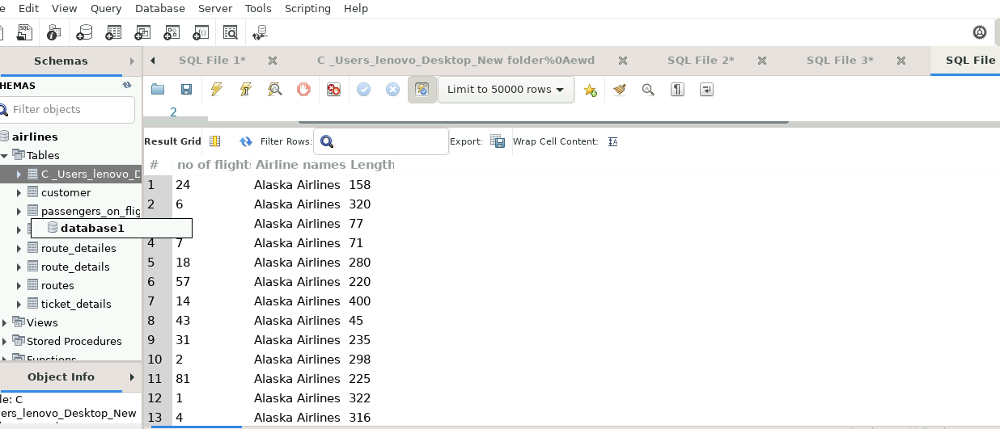 e Edit View Query Database Server Tools Scripting Help
SQL
Schemas
SQL File 1*
C _Users_lenovo_Desktop_New folder%0Aewd
SQL File 2*
SQL File 3*
SQL File
HEMAS
Filter objects
Limit to 50000 rows
2
airlines
Tables
C _Users_lenovo_D
customer
passengers_on_flig
database1
route_detailes
route_details
routes
ticket_details
Views
Stored Procedures
Functions
Object Info
le: C
ers_lenovo_Desktop_New
Result Grid Filter Rows: Export: Wrap Cell Content:
# no of flight Airline names Length
1 24 Alaska Airlines 158
2 6 Alaska Airlines 320
Alaska Airlines 77
4 7 Alaska Airlines 71
5 18 Alaska Airlines 280
6 57 Alaska Airlines 220
7 14 Alaska Airlines 400
8 43 Alaska Airlines 45
9 31 Alaska Airlines 235
10 2 Alaska Airlines 298
11 81 Alaska Airlines 225
12 1 Alaska Airlines 322
13 4 Alaska Airlines 316